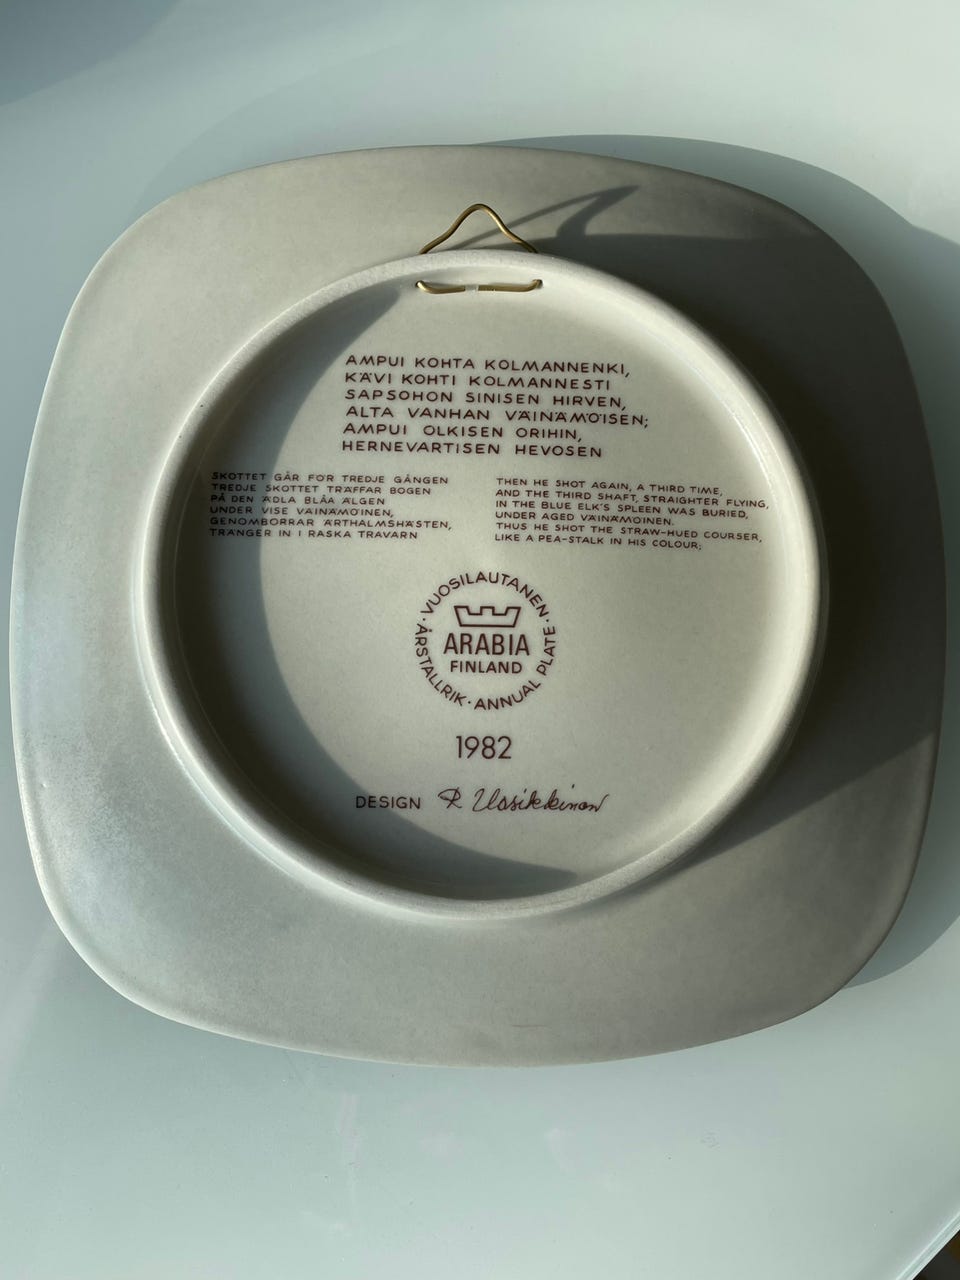 AMPUI KOHTA KOLMANNENKI,
KÄVI KOHTI KOLMANNESTI
SAPSOHON SINISEN HIRVEN,
ALTA VANHAN VÄINÄMÖISEN;
AMPUI OLKISEN ORIHIN,
HERNEVARTISEN HEVOSEN
SKOTTET GÅR FÖR TREDJE GÅNGEN
TREDJE SKOTTET TRÄFFAR BOGEN
PÅ DEN ÄDLA BLÅA ÄLGEN
UNDER VISE VÄINÄMÖINEN,
GENOMBORRAR ÄRTHALMSHÄSTEN,
TRÄNGER IN I RASKA TRAVARN
THEN HE SHOT AGAIN, A THIRD TIME,
AND THE THIRD SHAFT, STRAIGHTER FLYING,
IN THE BLUE ELK'S SPLEEN WAS BURIED,
UNDER AGED VÄINÄMÖINEN.
THUS HE SHOT THE STRAW-HUED COURSER,
LIKE A PEA-STALK IN HIS COLOUR;
· VUOSILAUTANEN · ANNUAL PLATE · ÅRSTALLRIK
ARABIA
FINLAND
1982
DESIGN R. Uosikkinen